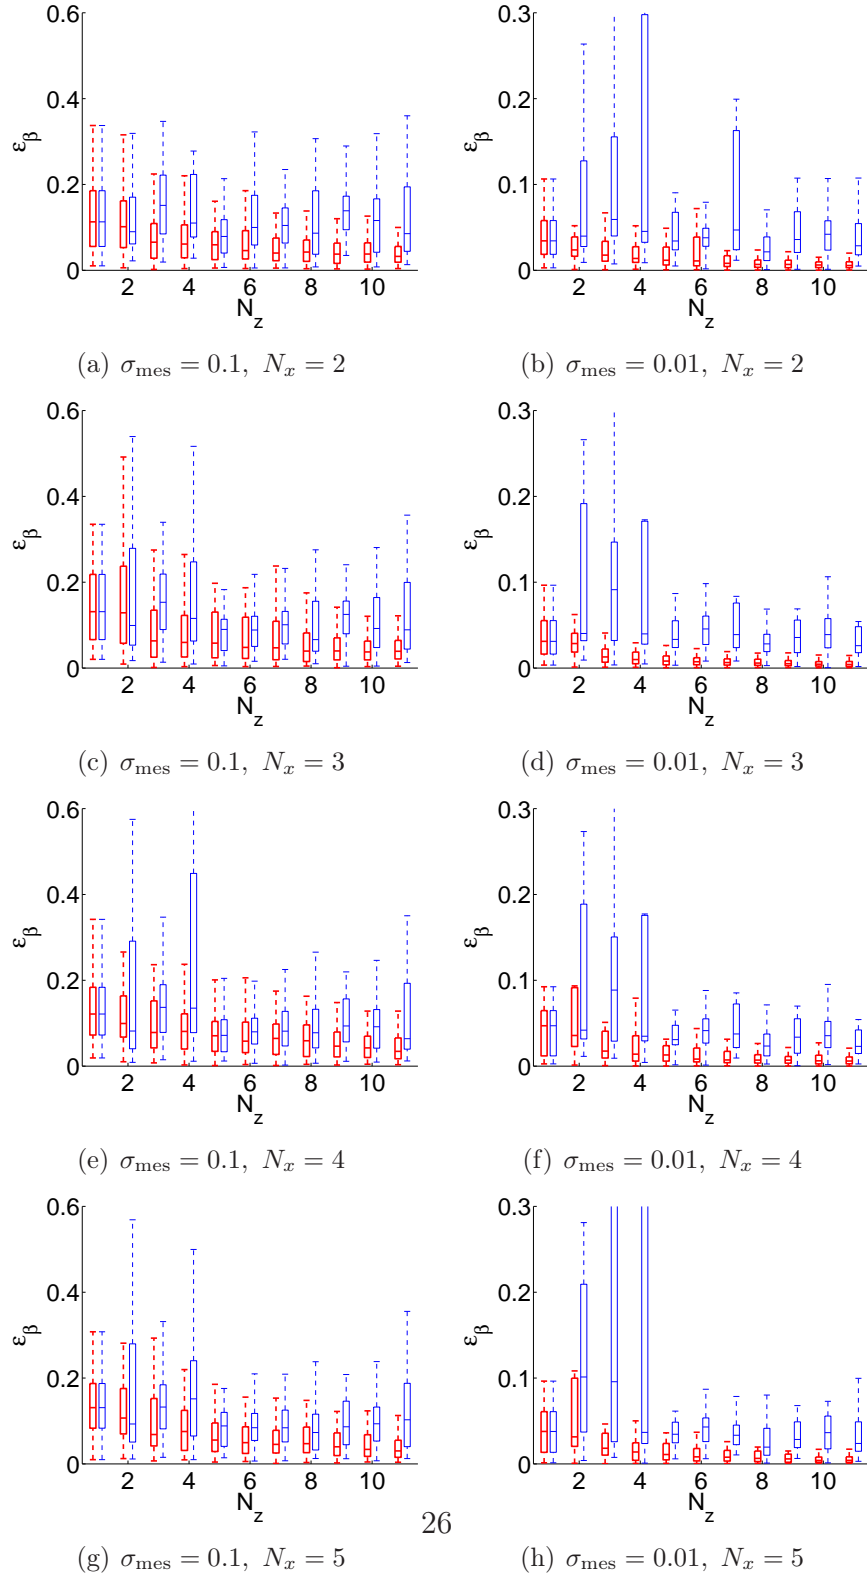 0.6
0.4
0.2
0
ε_β
2 4 6 8 10
N_z
(a) σ_mes = 0.1, N_x = 2
0.3
0.2
0.1
0
ε_β
2 4 6 8 10
N_z
(b) σ_mes = 0.01, N_x = 2
0.6
0.4
0.2
0
ε_β
2 4 6 8 10
N_z
(c) σ_mes = 0.1, N_x = 3
0.3
0.2
0.1
0
ε_β
2 4 6 8 10
N_z
(d) σ_mes = 0.01, N_x = 3
0.6
0.4
0.2
0
ε_β
2 4 6 8 10
N_z
(e) σ_mes = 0.1, N_x = 4
0.3
0.2
0.1
0
ε_β
2 4 6 8 10
N_z
(f) σ_mes = 0.01, N_x = 4
0.6
0.4
0.2
0
ε_β
2 4 6 8 10
N_z
(g) σ_mes = 0.1, N_x = 5
0.3
0.2
0.1
0
ε_β
2 4 6 8 10
N_z
(h) σ_mes = 0.01, N_x = 5
26